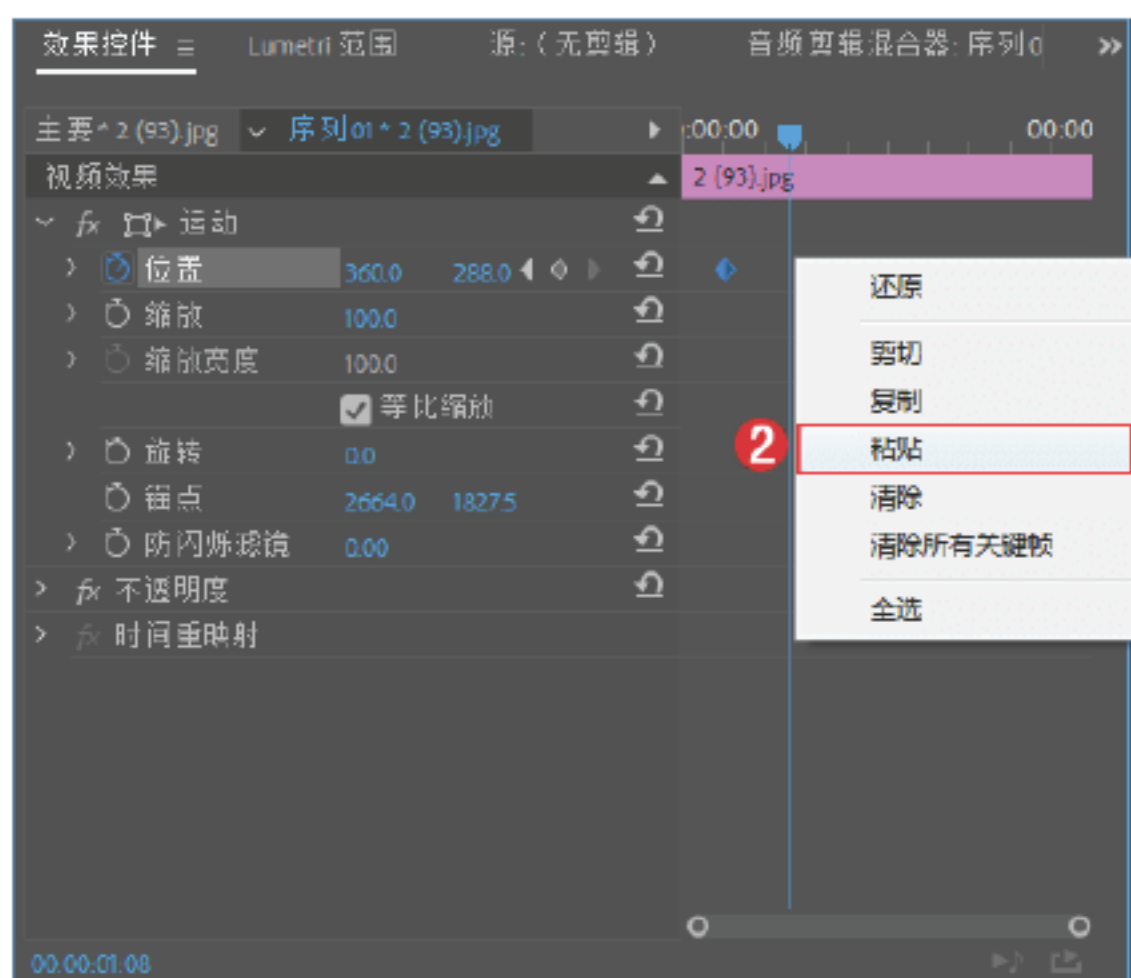 效果控件 Lumetri 范围 源:（无剪辑） 音频剪辑混合器: 序列0
主要 * 2 (93).jpg 序列01 * 2 (93).jpg :00:00 00:00
视频效果 2 (93).jpg
fx 运动
位置 360.0 288.0
缩放 100.0
缩放宽度 100.0
等比缩放
旋转 0.0
锚点 2664.0 1827.5
防闪烁滤镜 0.00
fx 不透明度
fx 时间重映射
还原
剪切
复制
2 粘贴
清除
清除所有关键帧
全选
00:00:01:08